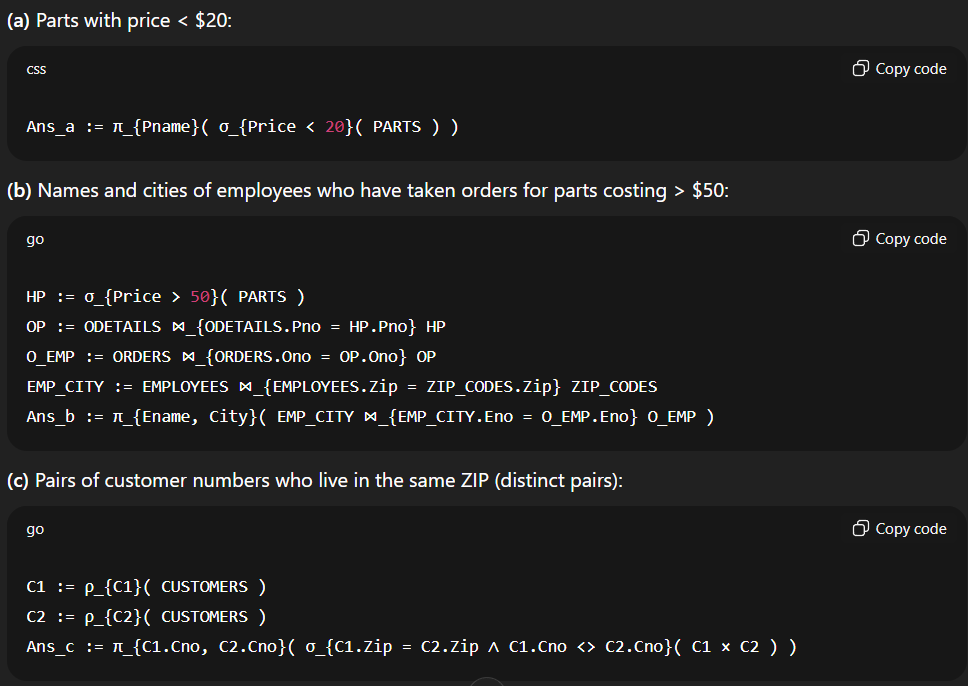 (a) Parts with price < $20:
css
Copy code
Ans_a := π_{Pname}( σ_{Price < 20}( PARTS ) )
(b) Names and cities of employees who have taken orders for parts costing > $50:
go
Copy code
HP := σ_{Price > 50}( PARTS )
OP := ODETAILS ⋈_{ODETAILS.Pno = HP.Pno} HP
O_EMP := ORDERS ⋈_{ORDERS.Ono = OP.Ono} OP
EMP_CITY := EMPLOYEES ⋈_{EMPLOYEES.Zip = ZIP_CODES.Zip} ZIP_CODES
Ans_b := π_{Ename, City}( EMP_CITY ⋈_{EMP_CITY.Eno = O_EMP.Eno} O_EMP )
(c) Pairs of customer numbers who live in the same ZIP (distinct pairs):
go
Copy code
C1 := ρ_{C1}( CUSTOMERS )
C2 := ρ_{C2}( CUSTOMERS )
Ans_c := π_{C1.Cno, C2.Cno}( σ_{C1.Zip = C2.Zip ∧ C1.Cno <> C2.Cno}( C1 × C2 ) )